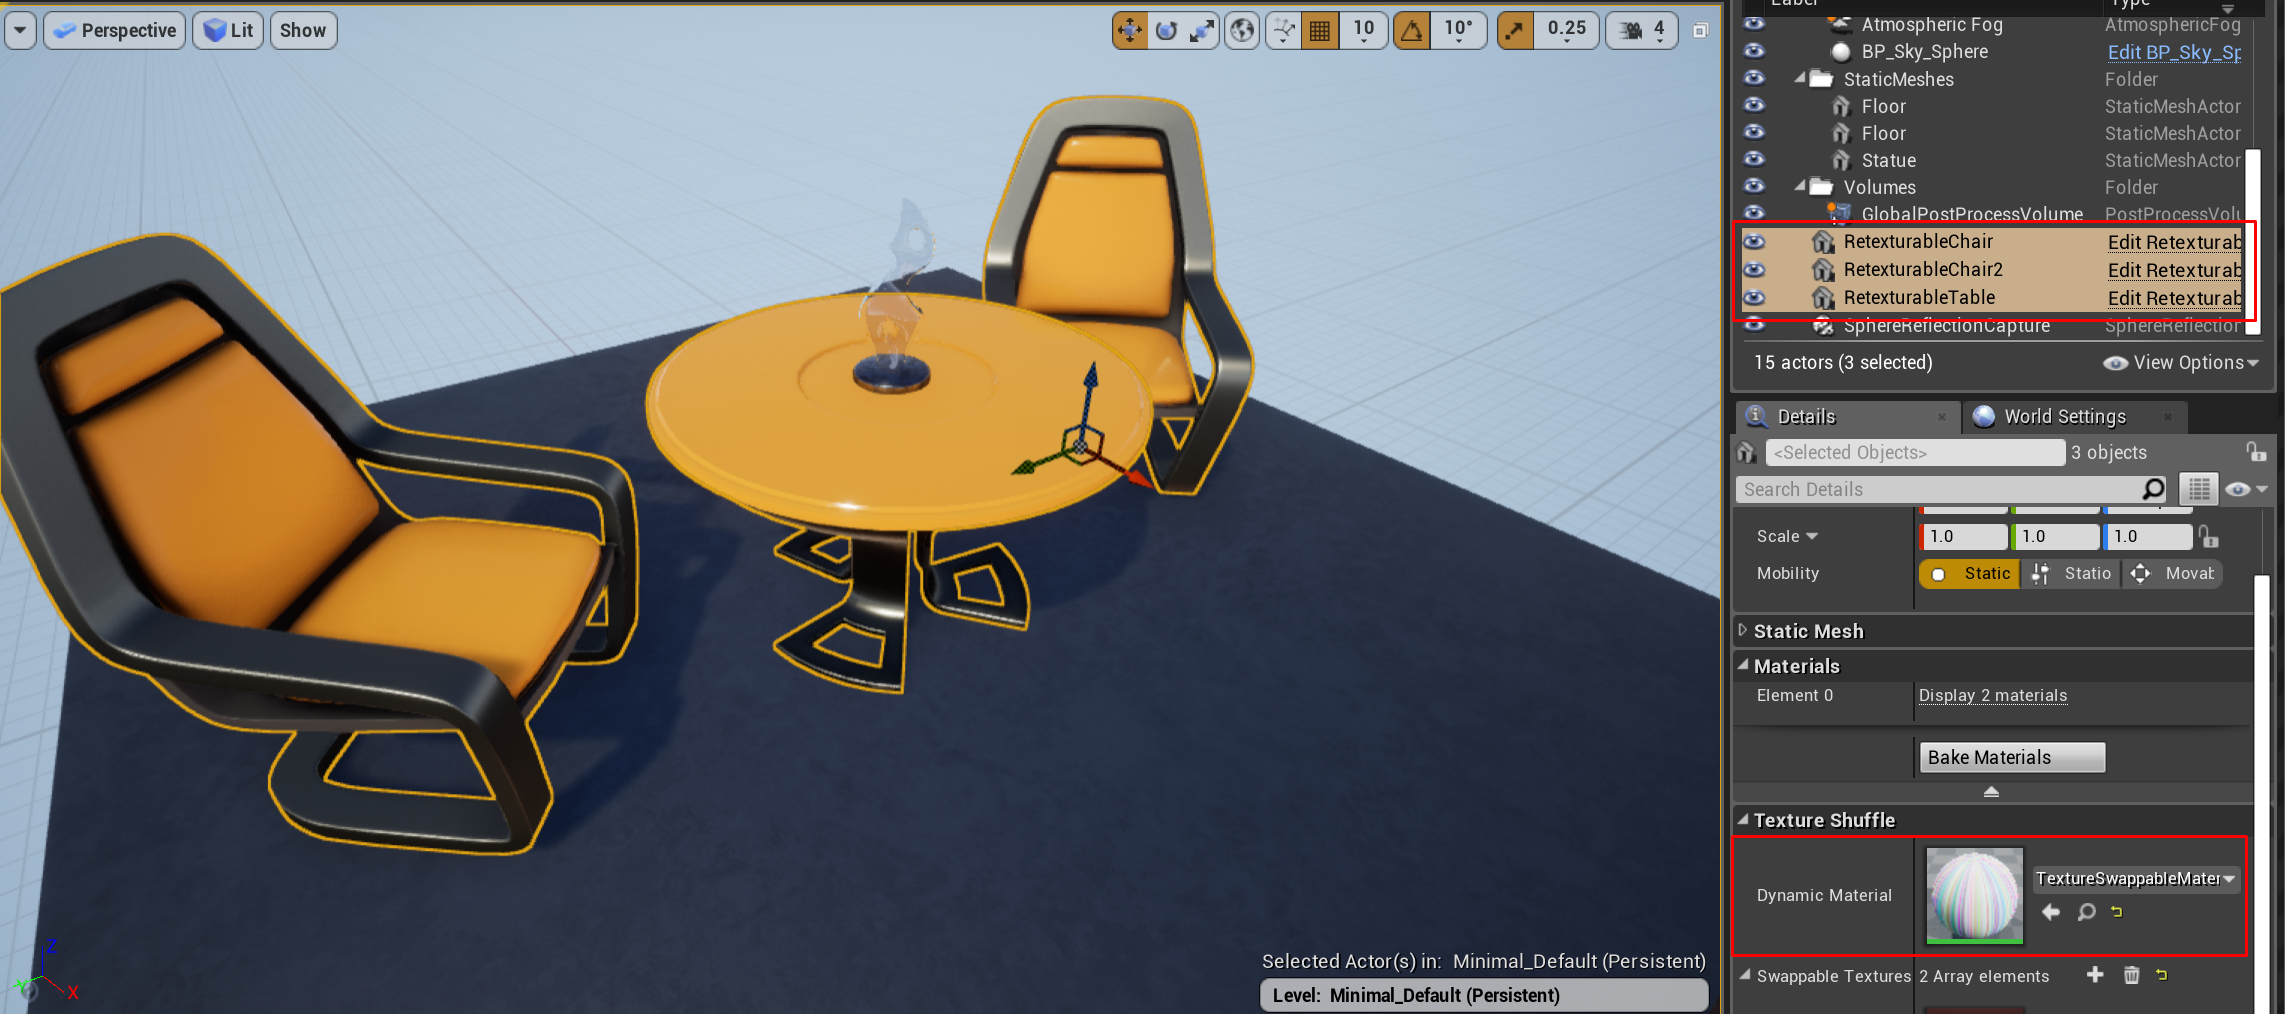 Perspective
Lit
Show
10
10°
0.25
4
Label
Type
Atmospheric Fog
AtmosphericFog
BP_Sky_Sphere
Edit BP_Sky_Sp
StaticMeshes
Folder
Floor
StaticMeshActor
Floor
StaticMeshActor
Statue
StaticMeshActor
Volumes
Folder
GlobalPostProcessVolume
PostProcessVolu
RetexturableChair
Edit Retexturab
RetexturableChair2
Edit Retexturab
RetexturableTable
Edit Retexturab
SphereReflectionCapture
SphereReflection
15 actors (3 selected)
View Options
Details
World Settings
<Selected Objects>
3 objects
Search Details
Scale
1.0
1.0
1.0
Mobility
Static
Statio
Movab
Static Mesh
Materials
Element 0
Display 2 materials
Bake Materials
Texture Shuffle
Dynamic Material
TextureSwappableMater
Swappable Textures
2 Array elements
Z
Y
X
Selected Actor(s) in: Minimal_Default (Persistent)
Level: Minimal_Default (Persistent)